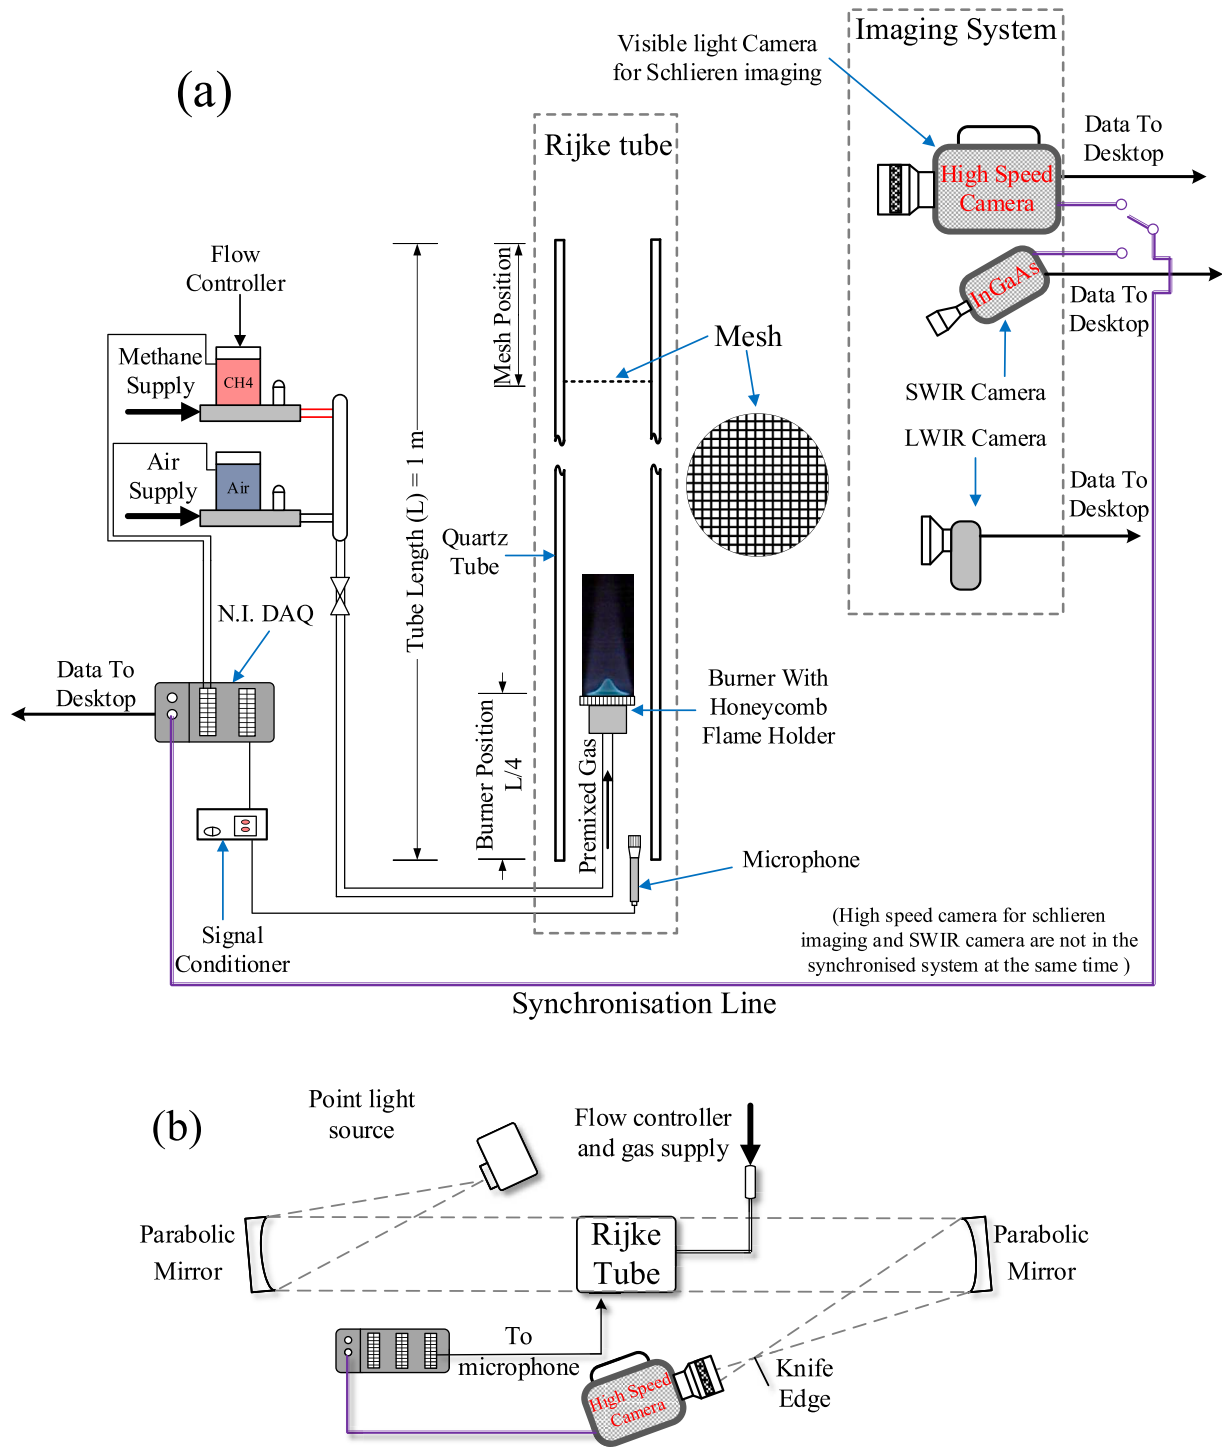 (a)
Visible light Camera
for Schlieren imaging
Imaging System
Rijke tube
High Speed
Camera
Data To
Desktop
InGaAs
Data To
Desktop
SWIR Camera
LWIR Camera
Data To
Desktop
Flow
Controller
Methane
Supply
CH4
Air
Supply
Air
Tube Length (L) = 1 m
Mesh Position
Mesh
Quartz
Tube
N.I. DAQ
Data To
Desktop
Burner Position
L/4
Premixed Gas
Burner With
Honeycomb
Flame Holder
Microphone
Signal
Conditioner
(High speed camera for schlieren
imaging and SWIR camera are not in the
synchronised system at the same time )
Synchronisation Line
(b)
Point light
source
Flow controller
and gas supply
Parabolic
Mirror
Rijke
Tube
Parabolic
Mirror
To
microphone
High Speed
Camera
Knife
Edge